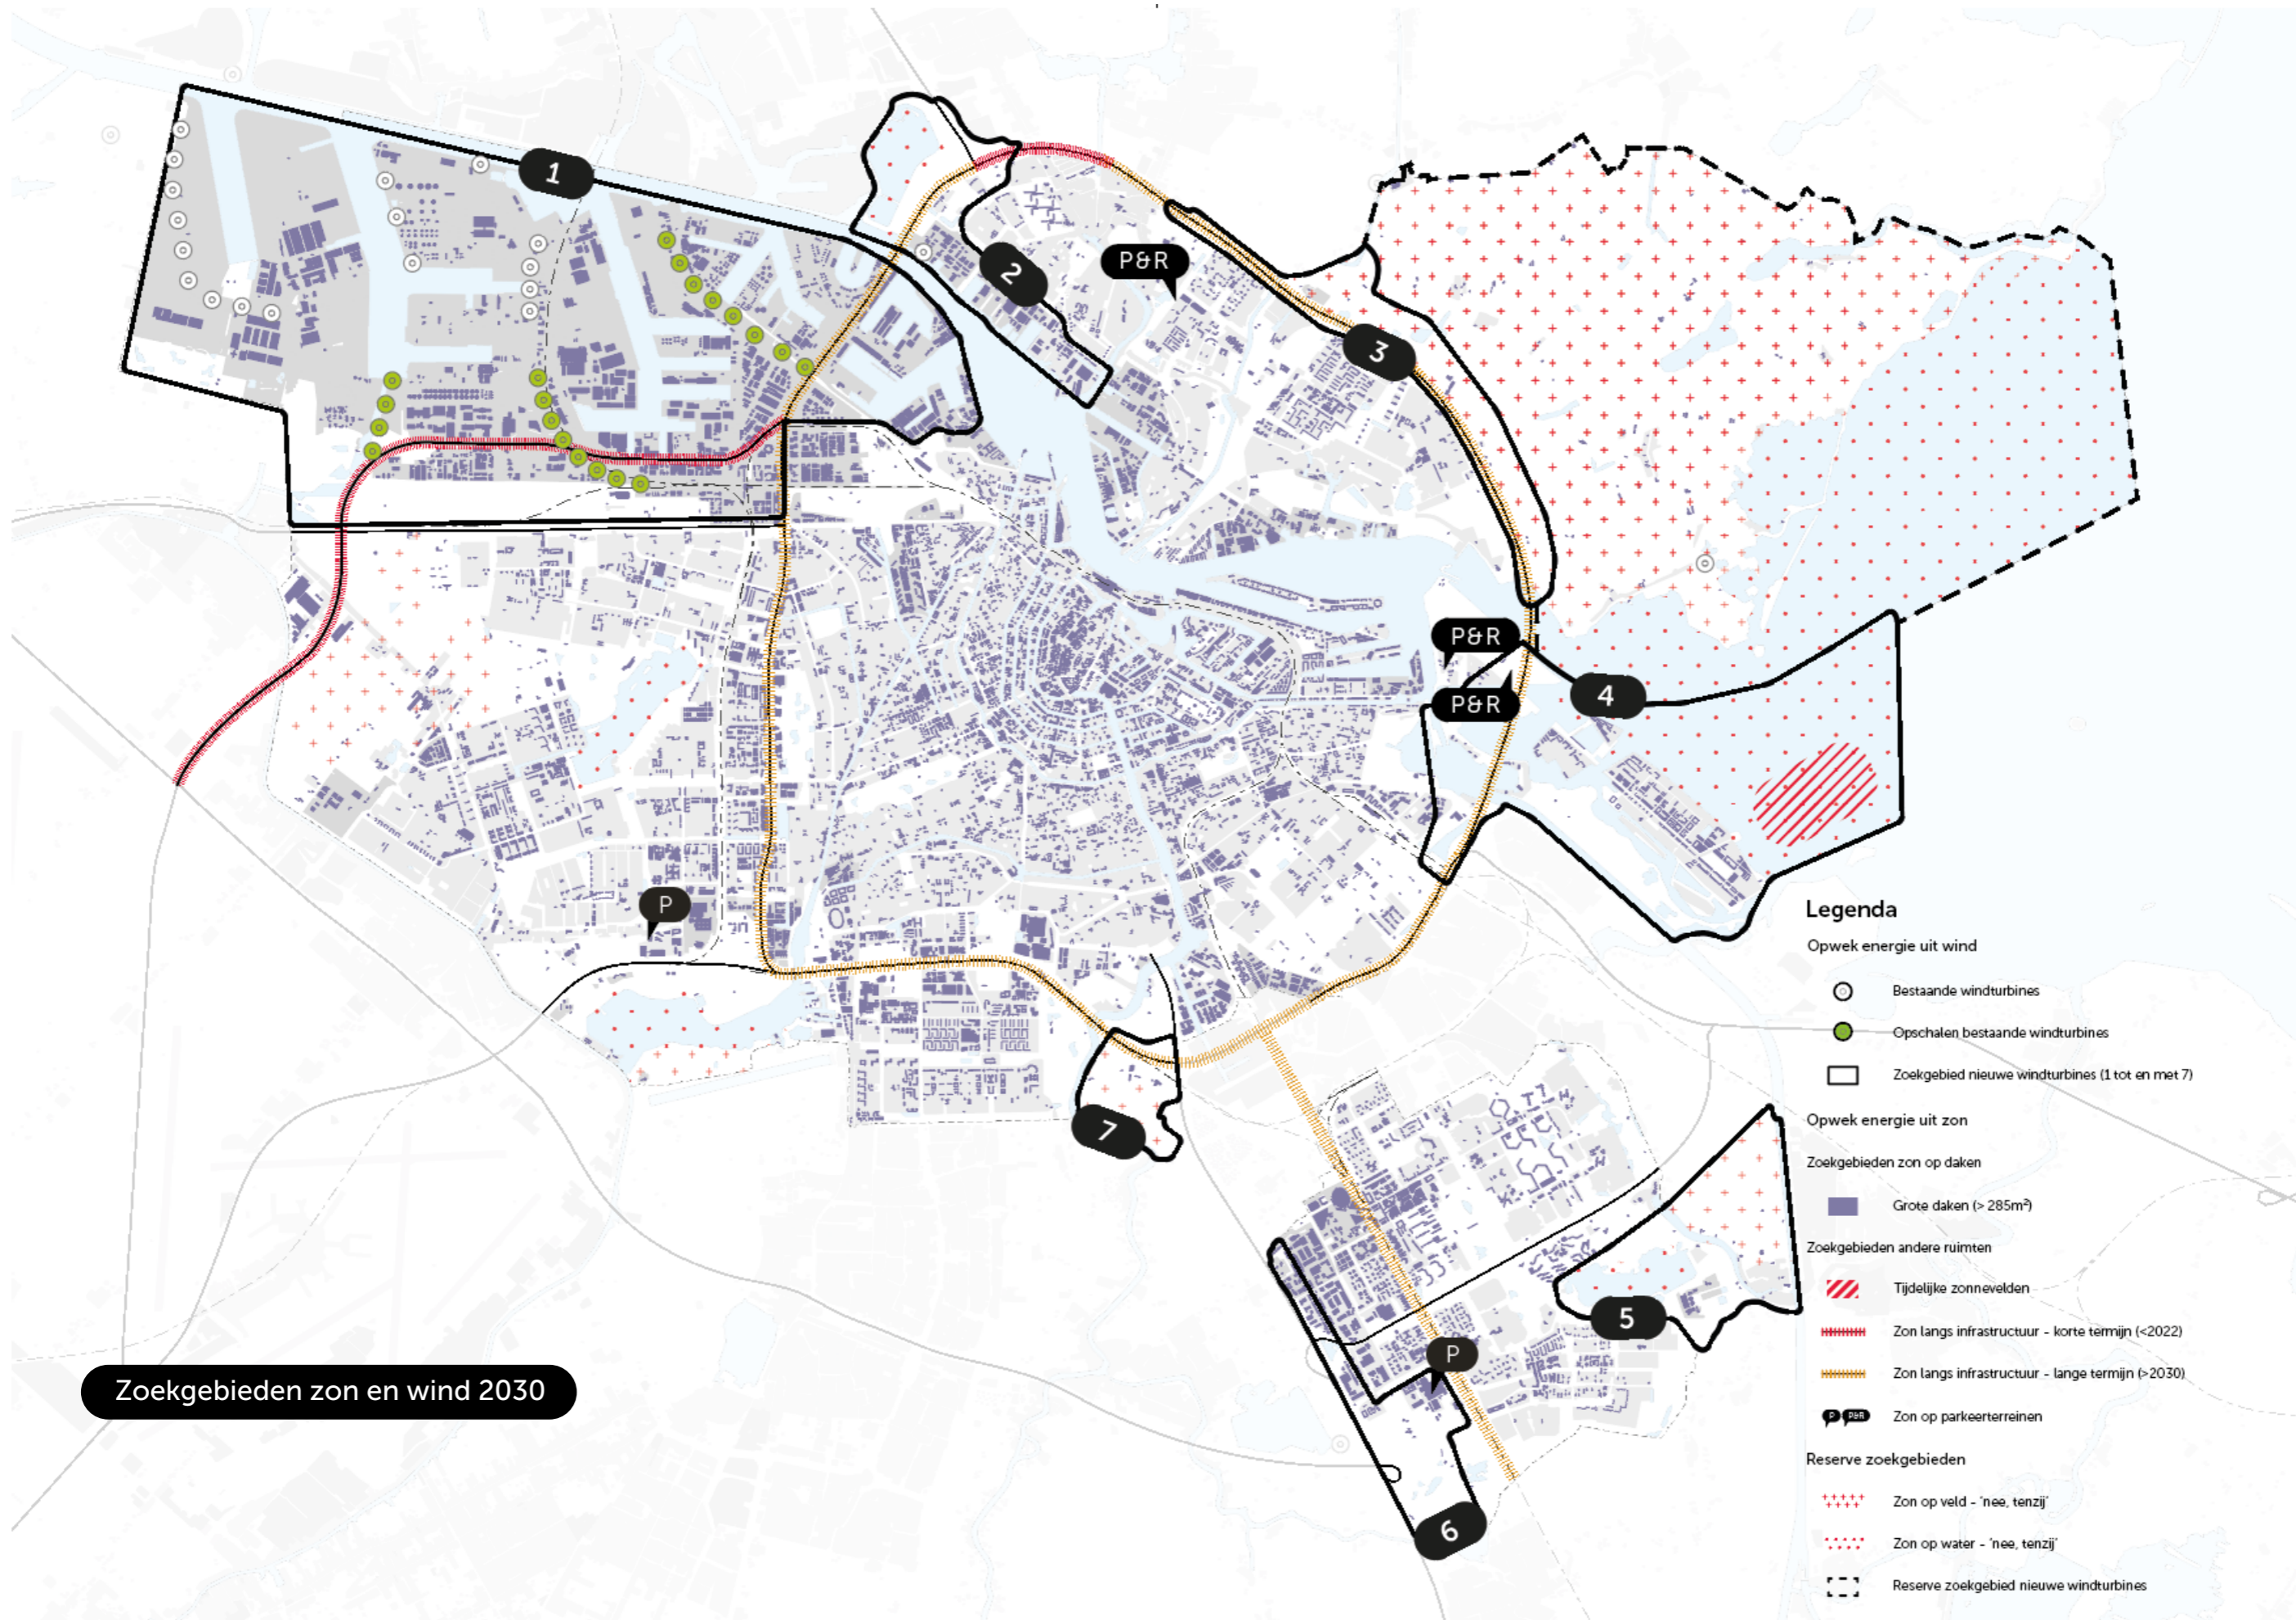 1
2
P&R
3
P&R
4
P&R
P
7
5
P
6
Zoekgebieden zon en wind 2030
Legenda
Opwek energie uit wind
Bestaande windturbines
Opschalen bestaande windturbines
Zoekgebied nieuwe windturbines (1 tot en met 7)
Opwek energie uit zon
Zoekgebieden zon op daken
Grote daken (> 285m²)
Zoekgebieden andere ruimten
Tijdelijke zonnevelden
Zon langs infrastructuur - korte termijn (<2022)
Zon langs infrastructuur - lange termijn (>2030)
P P&R Zon op parkeerterreinen
Reserve zoekgebieden
Zon op veld - 'nee, tenzij'
Zon op water - 'nee, tenzij'
Reserve zoekgebied nieuwe windturbines